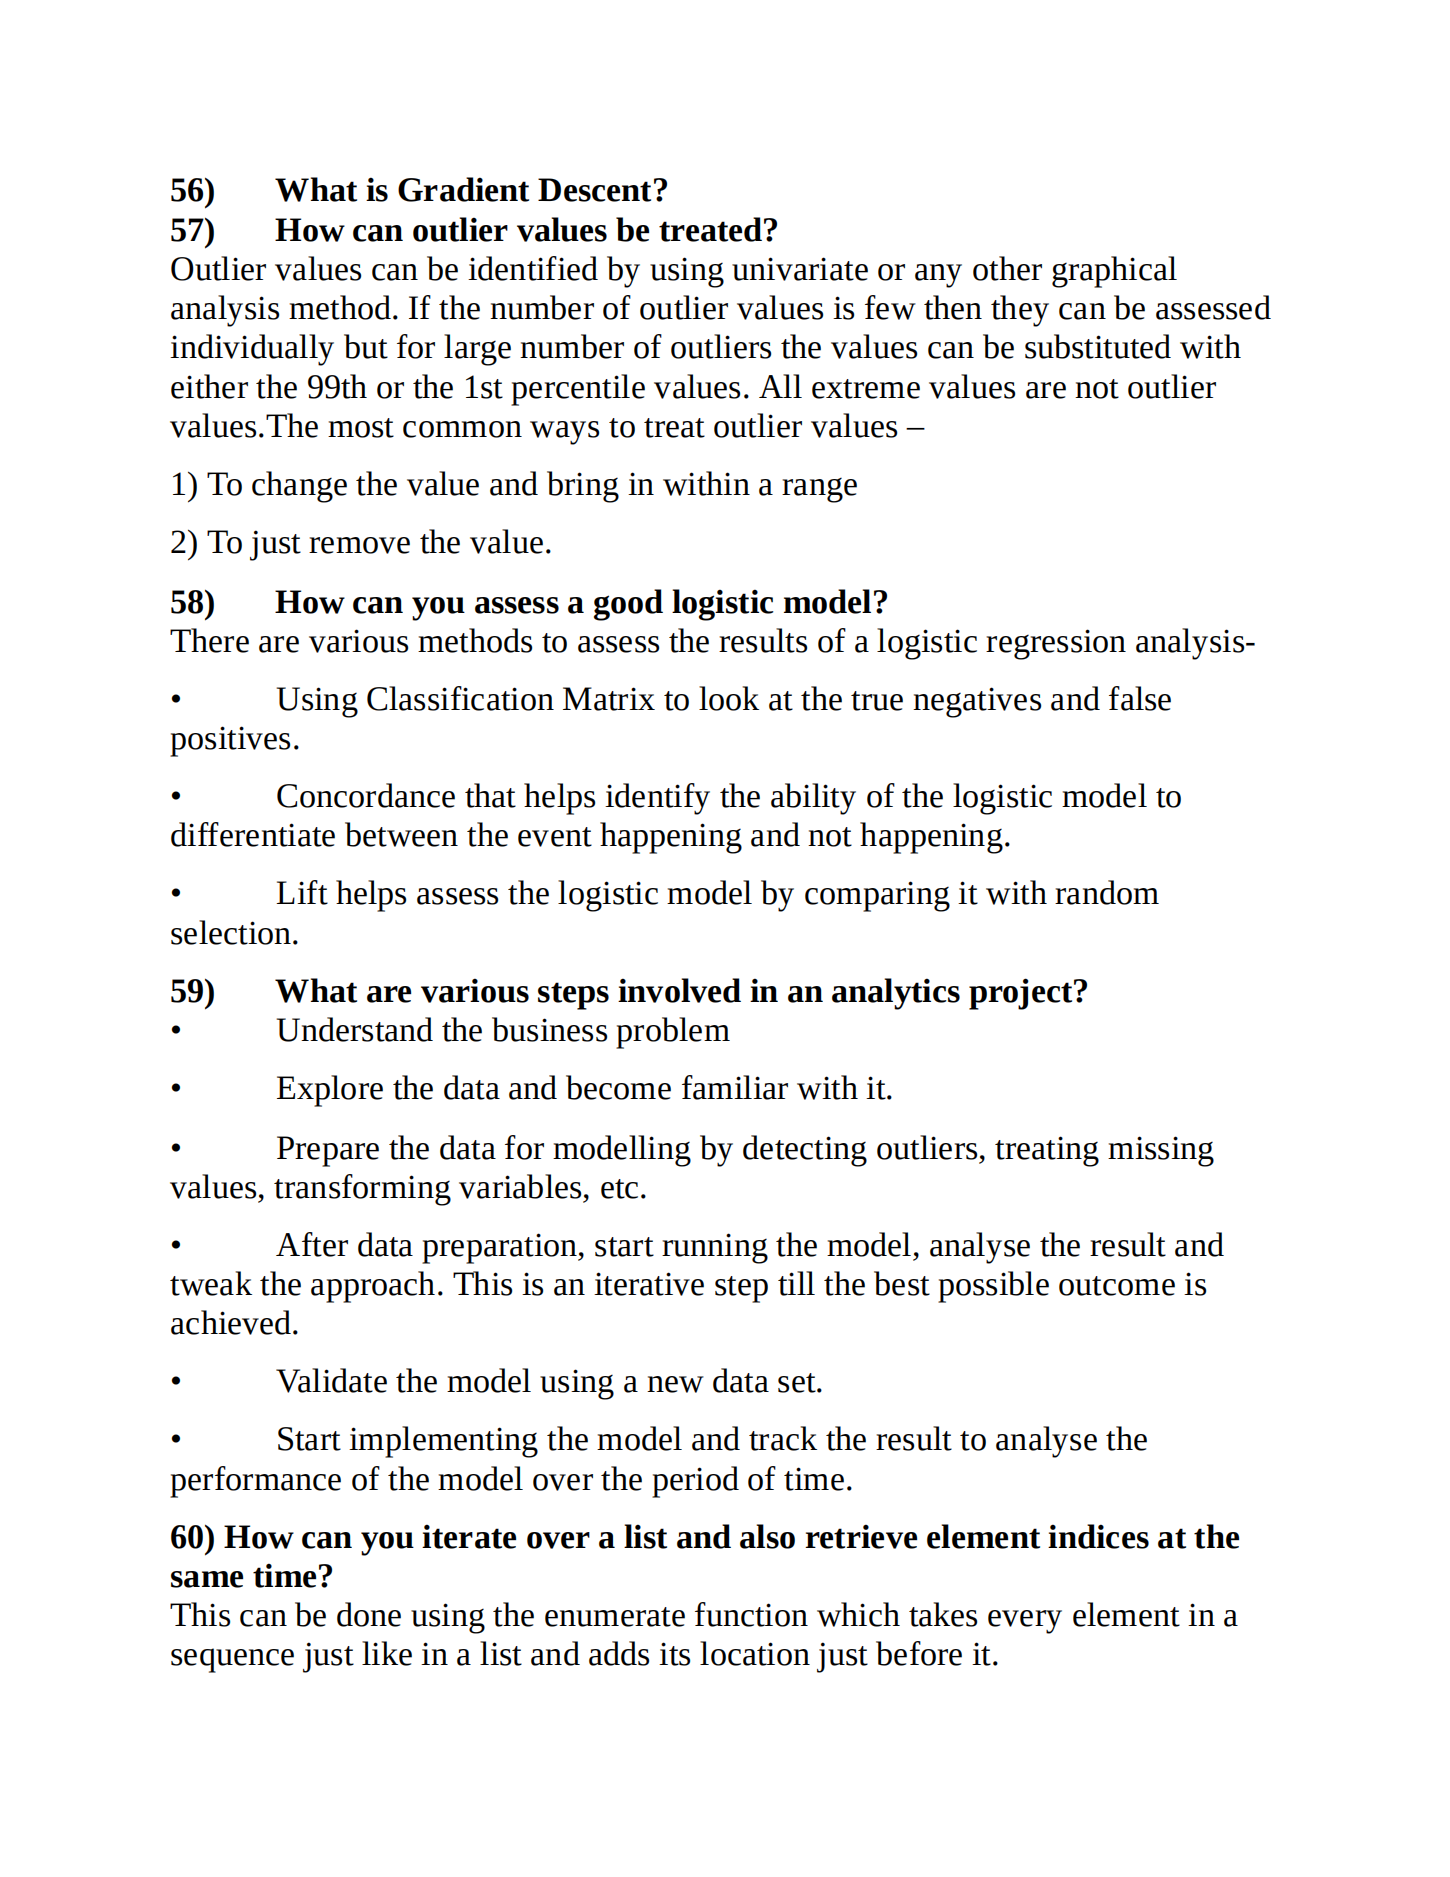 56) What is Gradient Descent?
57) How can outlier values be treated?
Outlier values can be identified by using univariate or any other graphical
analysis method. If the number of outlier values is few then they can be assessed
individually but for large number of outliers the values can be substituted with
either the 99th or the 1st percentile values. All extreme values are not outlier
values.The most common ways to treat outlier values –
1) To change the value and bring in within a range
2) To just remove the value.
58) How can you assess a good logistic model?
There are various methods to assess the results of a logistic regression analysis-
• Using Classification Matrix to look at the true negatives and false
positives.
• Concordance that helps identify the ability of the logistic model to
differentiate between the event happening and not happening.
• Lift helps assess the logistic model by comparing it with random
selection.
59) What are various steps involved in an analytics project?
• Understand the business problem
• Explore the data and become familiar with it.
• Prepare the data for modelling by detecting outliers, treating missing
values, transforming variables, etc.
• After data preparation, start running the model, analyse the result and
tweak the approach. This is an iterative step till the best possible outcome is
achieved.
• Validate the model using a new data set.
• Start implementing the model and track the result to analyse the
performance of the model over the period of time.
60) How can you iterate over a list and also retrieve element indices at the
same time?
This can be done using the enumerate function which takes every element in a
sequence just like in a list and adds its location just before it.